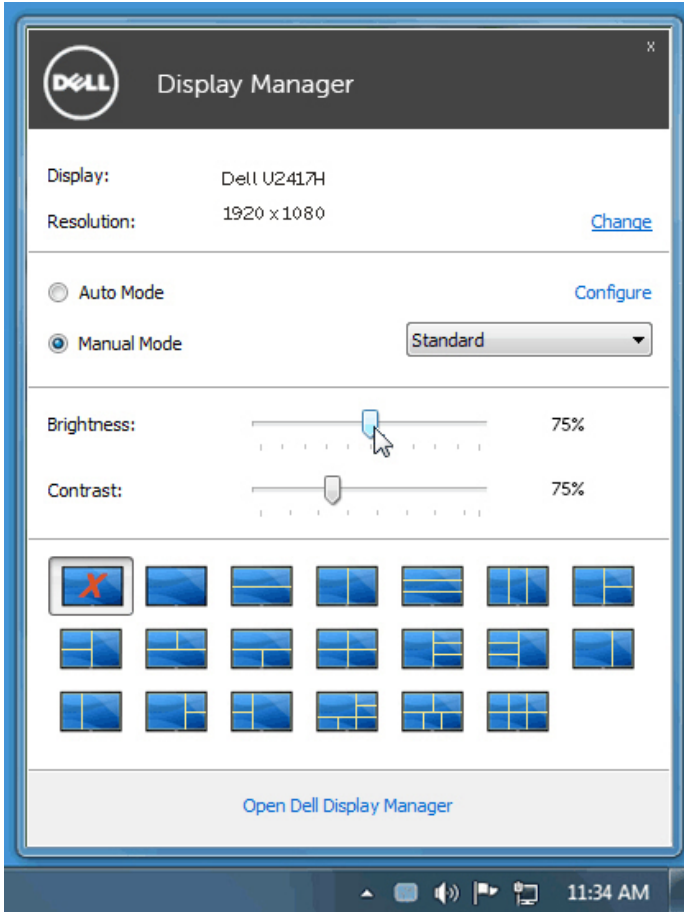 x
DELL
Display Manager
Display: Dell U2417H
Resolution: 1920 x 1080 Change
Auto Mode Configure
Manual Mode Standard
Brightness: 75%
Contrast: 75%
Open Dell Display Manager
11:34 AM